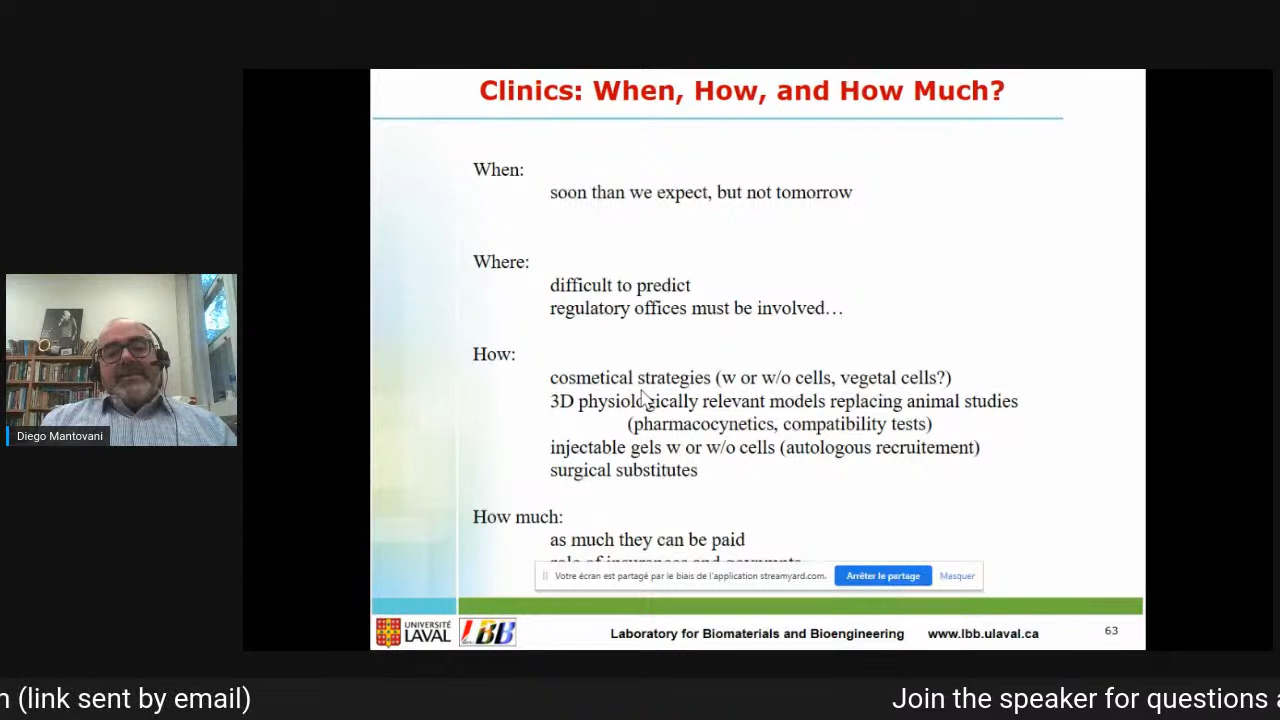 Clinics: When, How, and How Much?
When:
soon than we expect, but not tomorrow
Where:
difficult to predict
regulatory offices must be involved…
How:
cosmetical strategies (w or w/o cells, vegetal cells?)
3D physiologically relevant models replacing animal studies
(pharmacocynetics, compatibility tests)
injectable gels w or w/o cells (autologous recruitement)
surgical substitutes
How much:
as much they can be paid
role of insurances and
Votre écran est partagé par le biais de l'application streamyard.com.
Arrêter le partage
Masquer
UNIVERSITÉ
LAVAL
LBB
Laboratory for Biomaterials and Bioengineering
www.lbb.ulaval.ca
63
Diego Mantovani
(link sent by email)
Join the speaker for questions